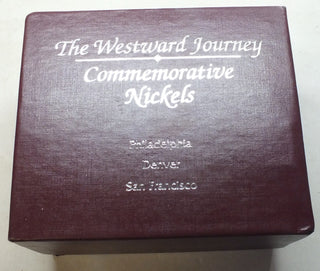 The Westward Journey
Commemorative
Nickels
Philadelphia
Denver
San Francisco